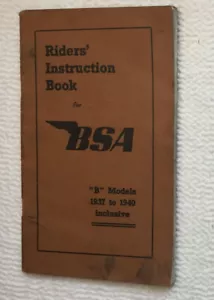 Riders'
Instruction
Book
for
BSA
"B" Models
1937 to 1940
inclusive